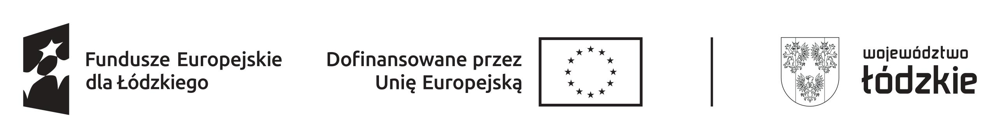 Fundusze Europejskie
dla Łódzkiego
Dofinansowane przez
Unię Europejską
województwo
łódzkie